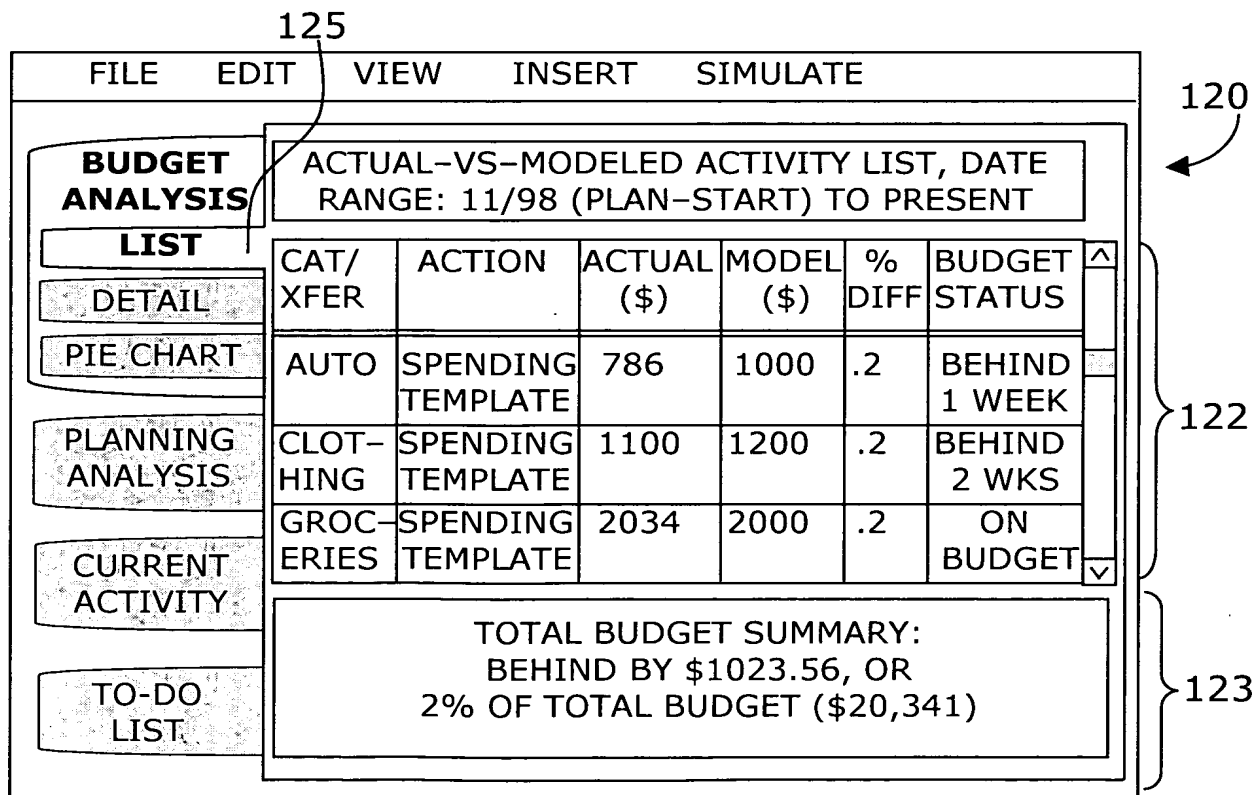 125
FILE EDIT VIEW INSERT SIMULATE
120
BUDGET
ANALYSIS
LIST
DETAIL
PIE CHART
PLANNING
ANALYSIS
CURRENT
ACTIVITY
TO-DO
LIST
ACTUAL–VS–MODELED ACTIVITY LIST, DATE
RANGE: 11/98 (PLAN–START) TO PRESENT
CAT/ ACTION ACTUAL MODEL % BUDGET
XFER ($) ($) DIFF STATUS
AUTO SPENDING 786 1000 .2 BEHIND
TEMPLATE 1 WEEK
CLOT– SPENDING 1100 1200 .2 BEHIND
HING TEMPLATE 2 WKS
GROC– SPENDING 2034 2000 .2 ON
ERIES TEMPLATE BUDGET
122
TOTAL BUDGET SUMMARY:
BEHIND BY $1023.56, OR
2% OF TOTAL BUDGET ($20,341)
123